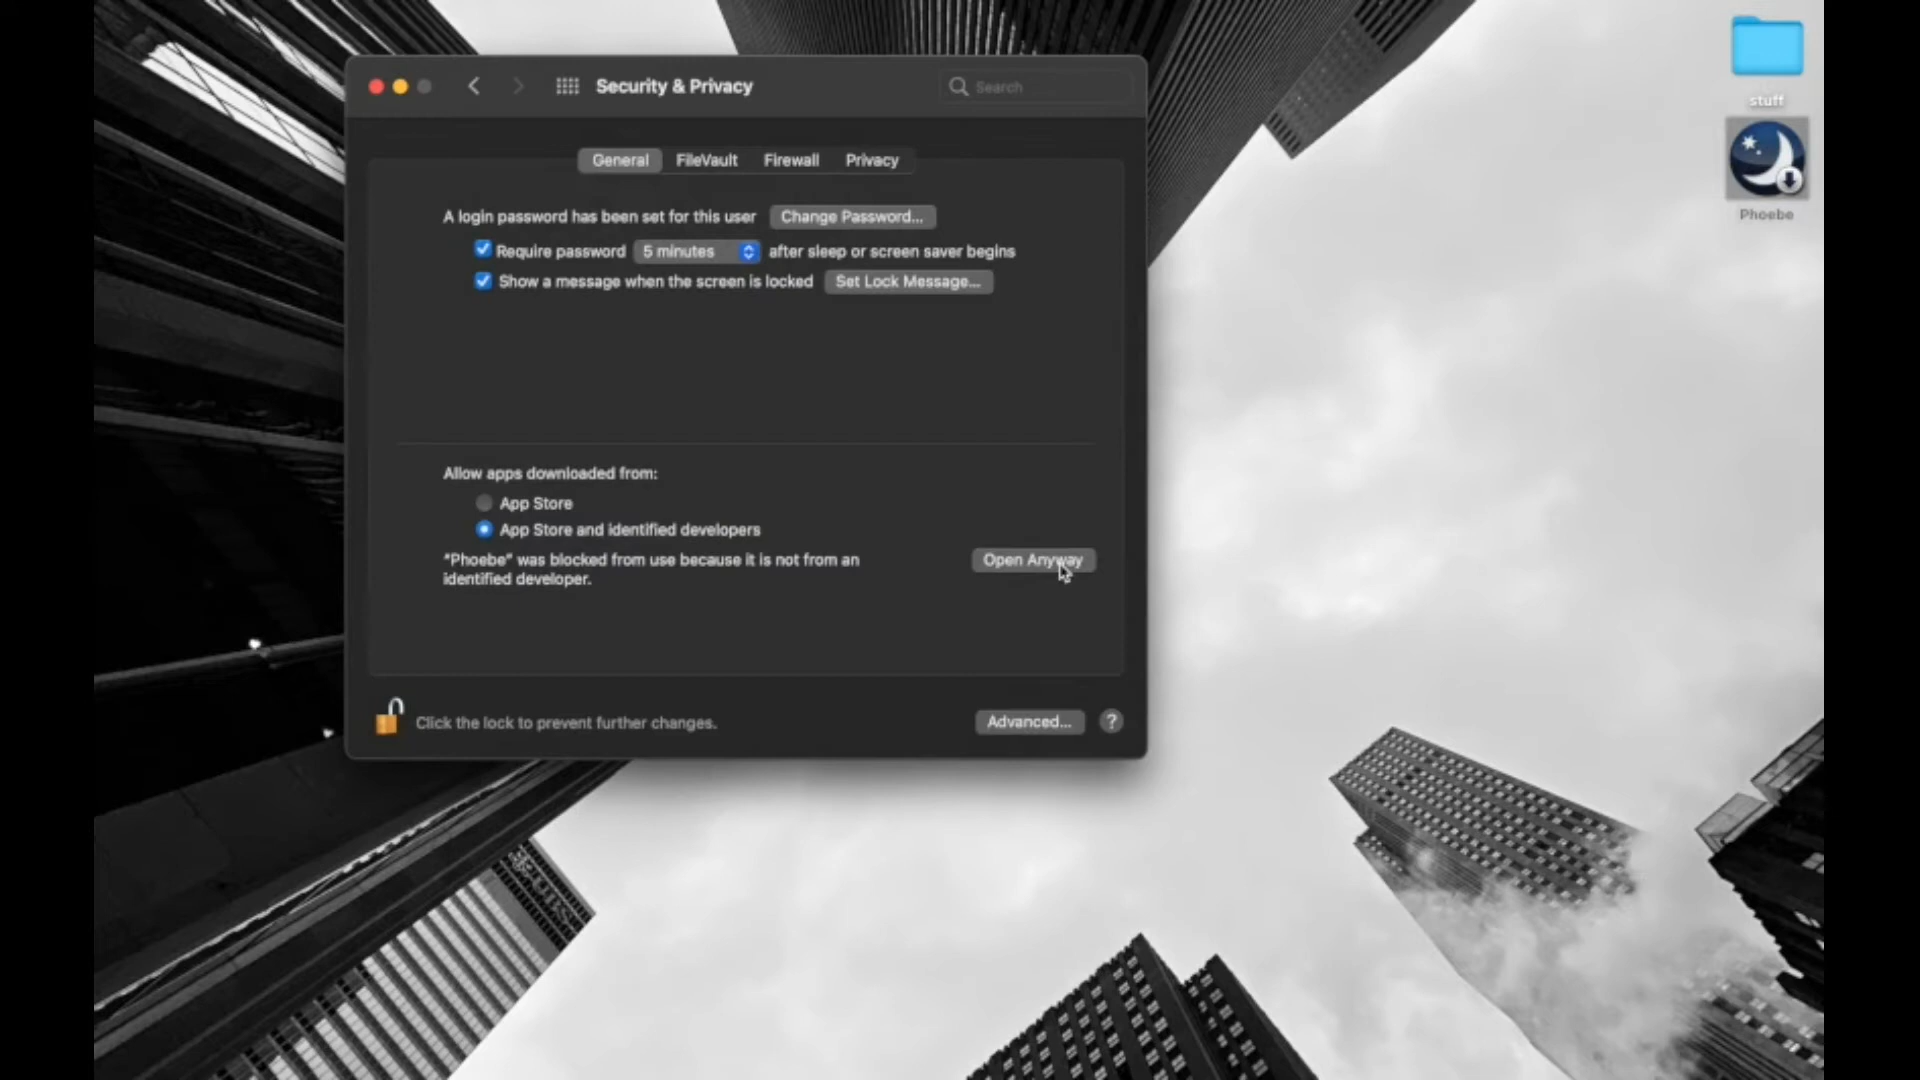 Security & Privacy
Search
stuff
General
FileVault
Firewall
Privacy
Phoebe
A login password has been set for this user
Change Password...
Require password
5 minutes
after sleep or screen saver begins
Show a message when the screen is locked
Set Lock Message...
Allow apps downloaded from:
App Store
App Store and identified developers
"Phoebe" was blocked from use because it is not from an
identified developer.
Open Anyway
Click the lock to prevent further changes.
Advanced...
?